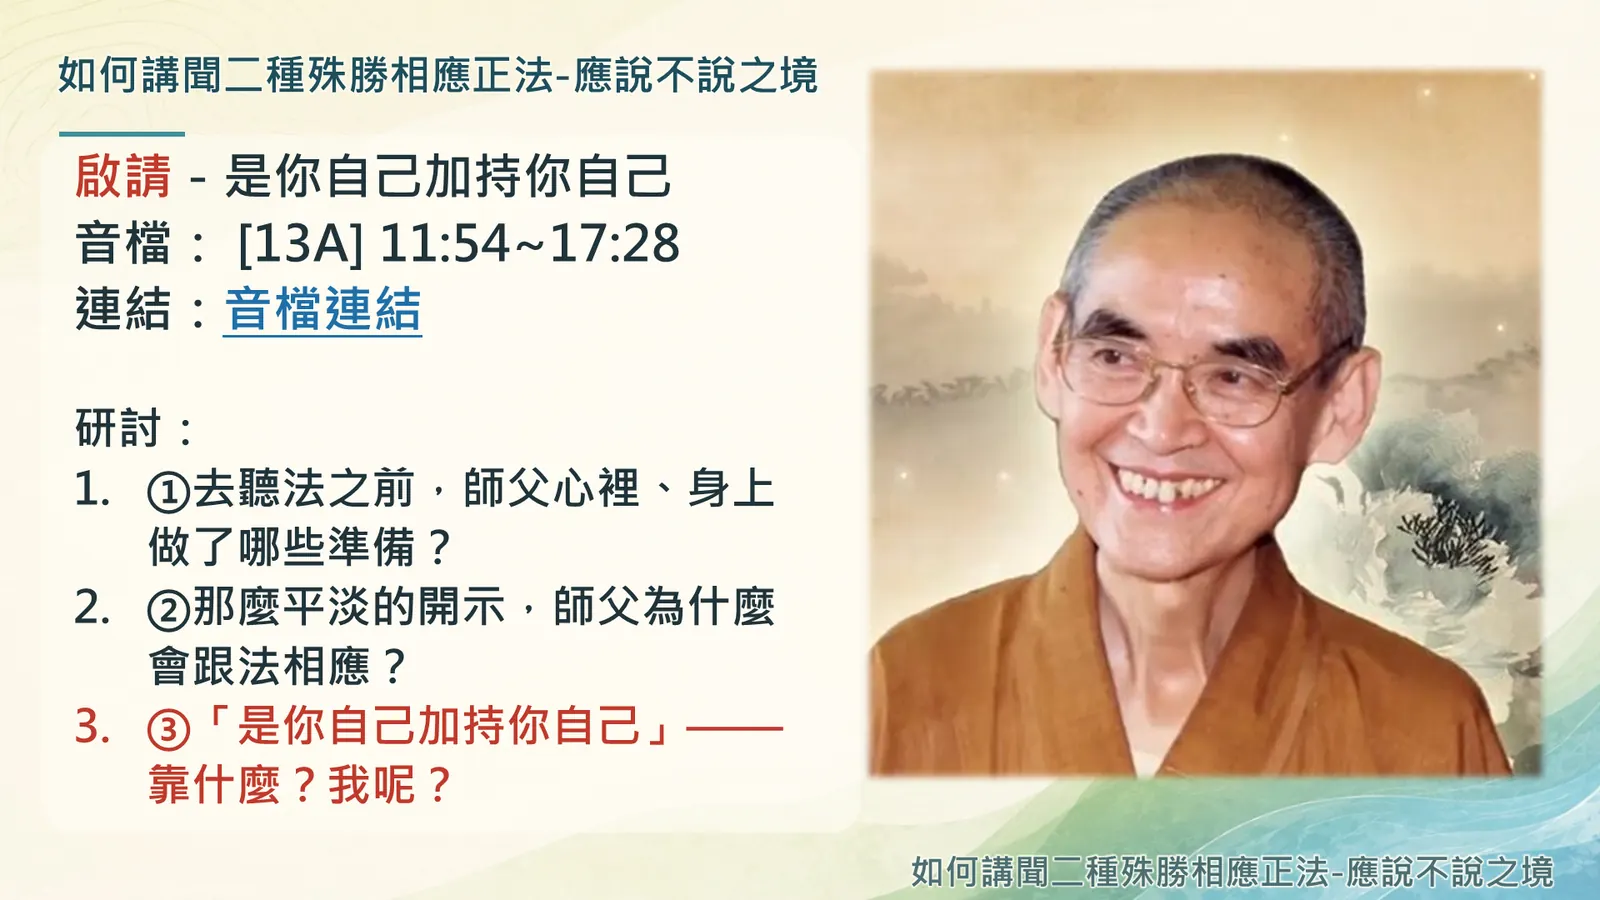 如何講聞二種殊勝相應正法-應說不說之境
啟請 - 是你自己加持你自己
音檔： [13A] 11:54~17:28
連結：音檔連結
研討：
1. ①去聽法之前，師父心裡、身上
做了哪些準備？
2. ②那麼平淡的開示，師父為什麼
會跟法相應？
3. ③「是你自己加持你自己」——
靠什麼？我呢？
如何講聞二種殊勝相應正法-應說不說之境